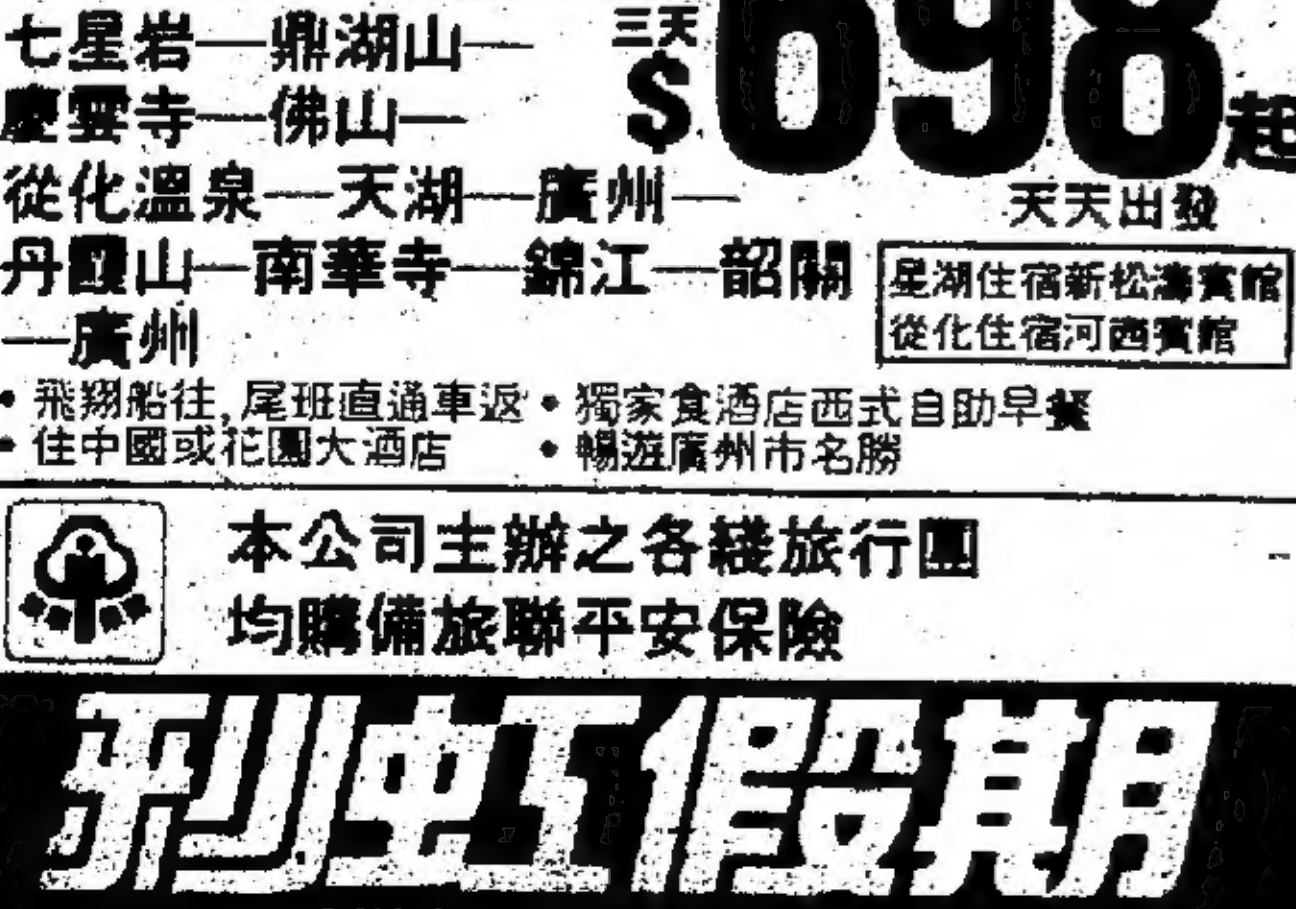 七星岩—鼎湖山—
慶雲寺—佛山—
從化溫泉—天湖—廣州—
丹霞山—南華寺—錦江—韶關
—廣州
三天
$698起
天天出發
星湖住宿新松濤賓館
從化住宿河西賓館
• 飛翔船往,尾班直通車返 • 獨家食酒店西式自助早餐
• 住中國或花園大酒店 • 暢遊廣州市名勝
本公司主辦之各綫旅行團
均購備旅聯平安保險
刊虹假期